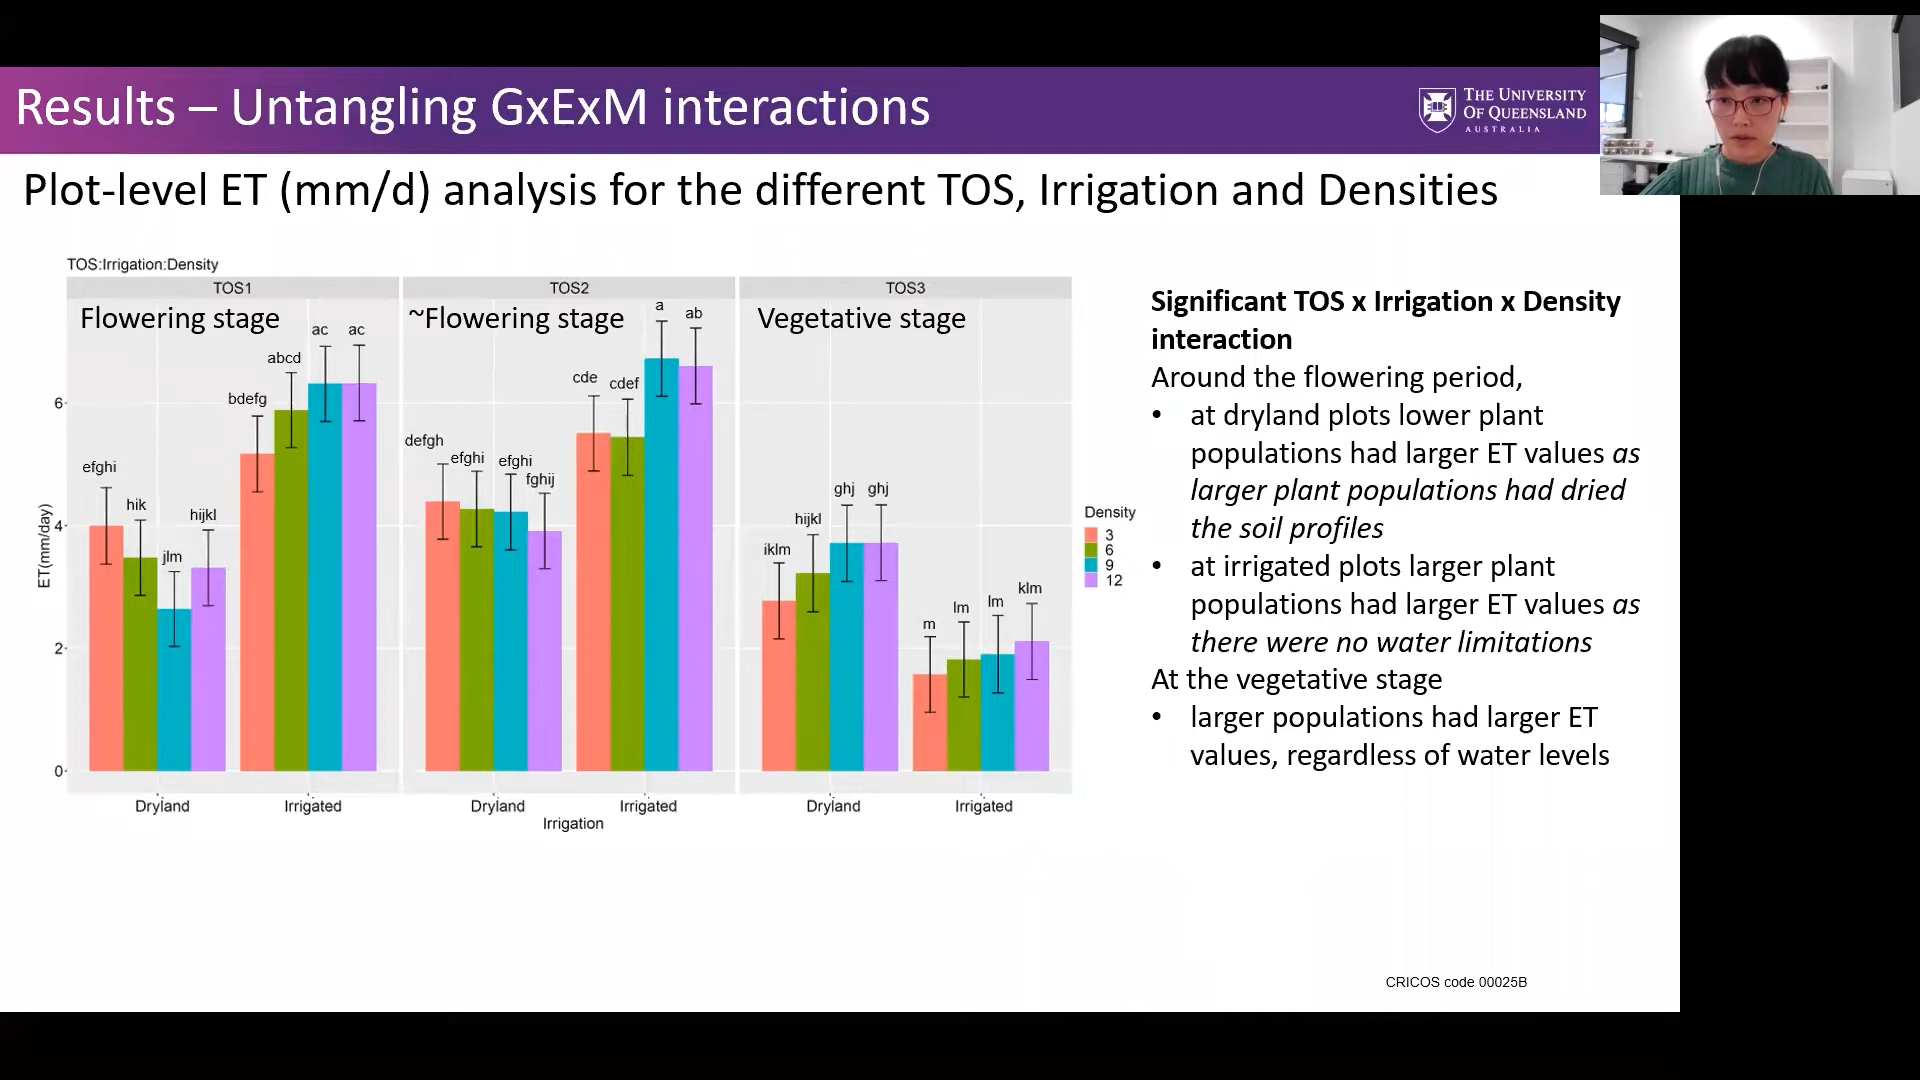 Results – Untangling GxExM interactions
THE UNIVERSITY
OF QUEENSLAND
AUSTRALIA
Plot-level ET (mm/d) analysis for the different TOS, Irrigation and Densities
TOS:Irrigation:Density
TOS1
TOS2
TOS3
Flowering stage
~Flowering stage
Vegetative stage
efghi
hik
jlm
hijkl
bdefg
abcd
ac
ac
defgh
efghi
efghi
fghij
cde
cdef
a
ab
iklm
hijkl
ghj
ghj
m
lm
lm
klm
ET(mm/day)
6
4
2
0
Dryland
Irrigated
Dryland
Irrigated
Dryland
Irrigated
Irrigation
Density
3
6
9
12
Significant TOS x Irrigation x Density
interaction
Around the flowering period,
• at dryland plots lower plant
populations had larger ET values as
larger plant populations had dried
the soil profiles
• at irrigated plots larger plant
populations had larger ET values as
there were no water limitations
At the vegetative stage
• larger populations had larger ET
values, regardless of water levels
CRICOS code 00025B